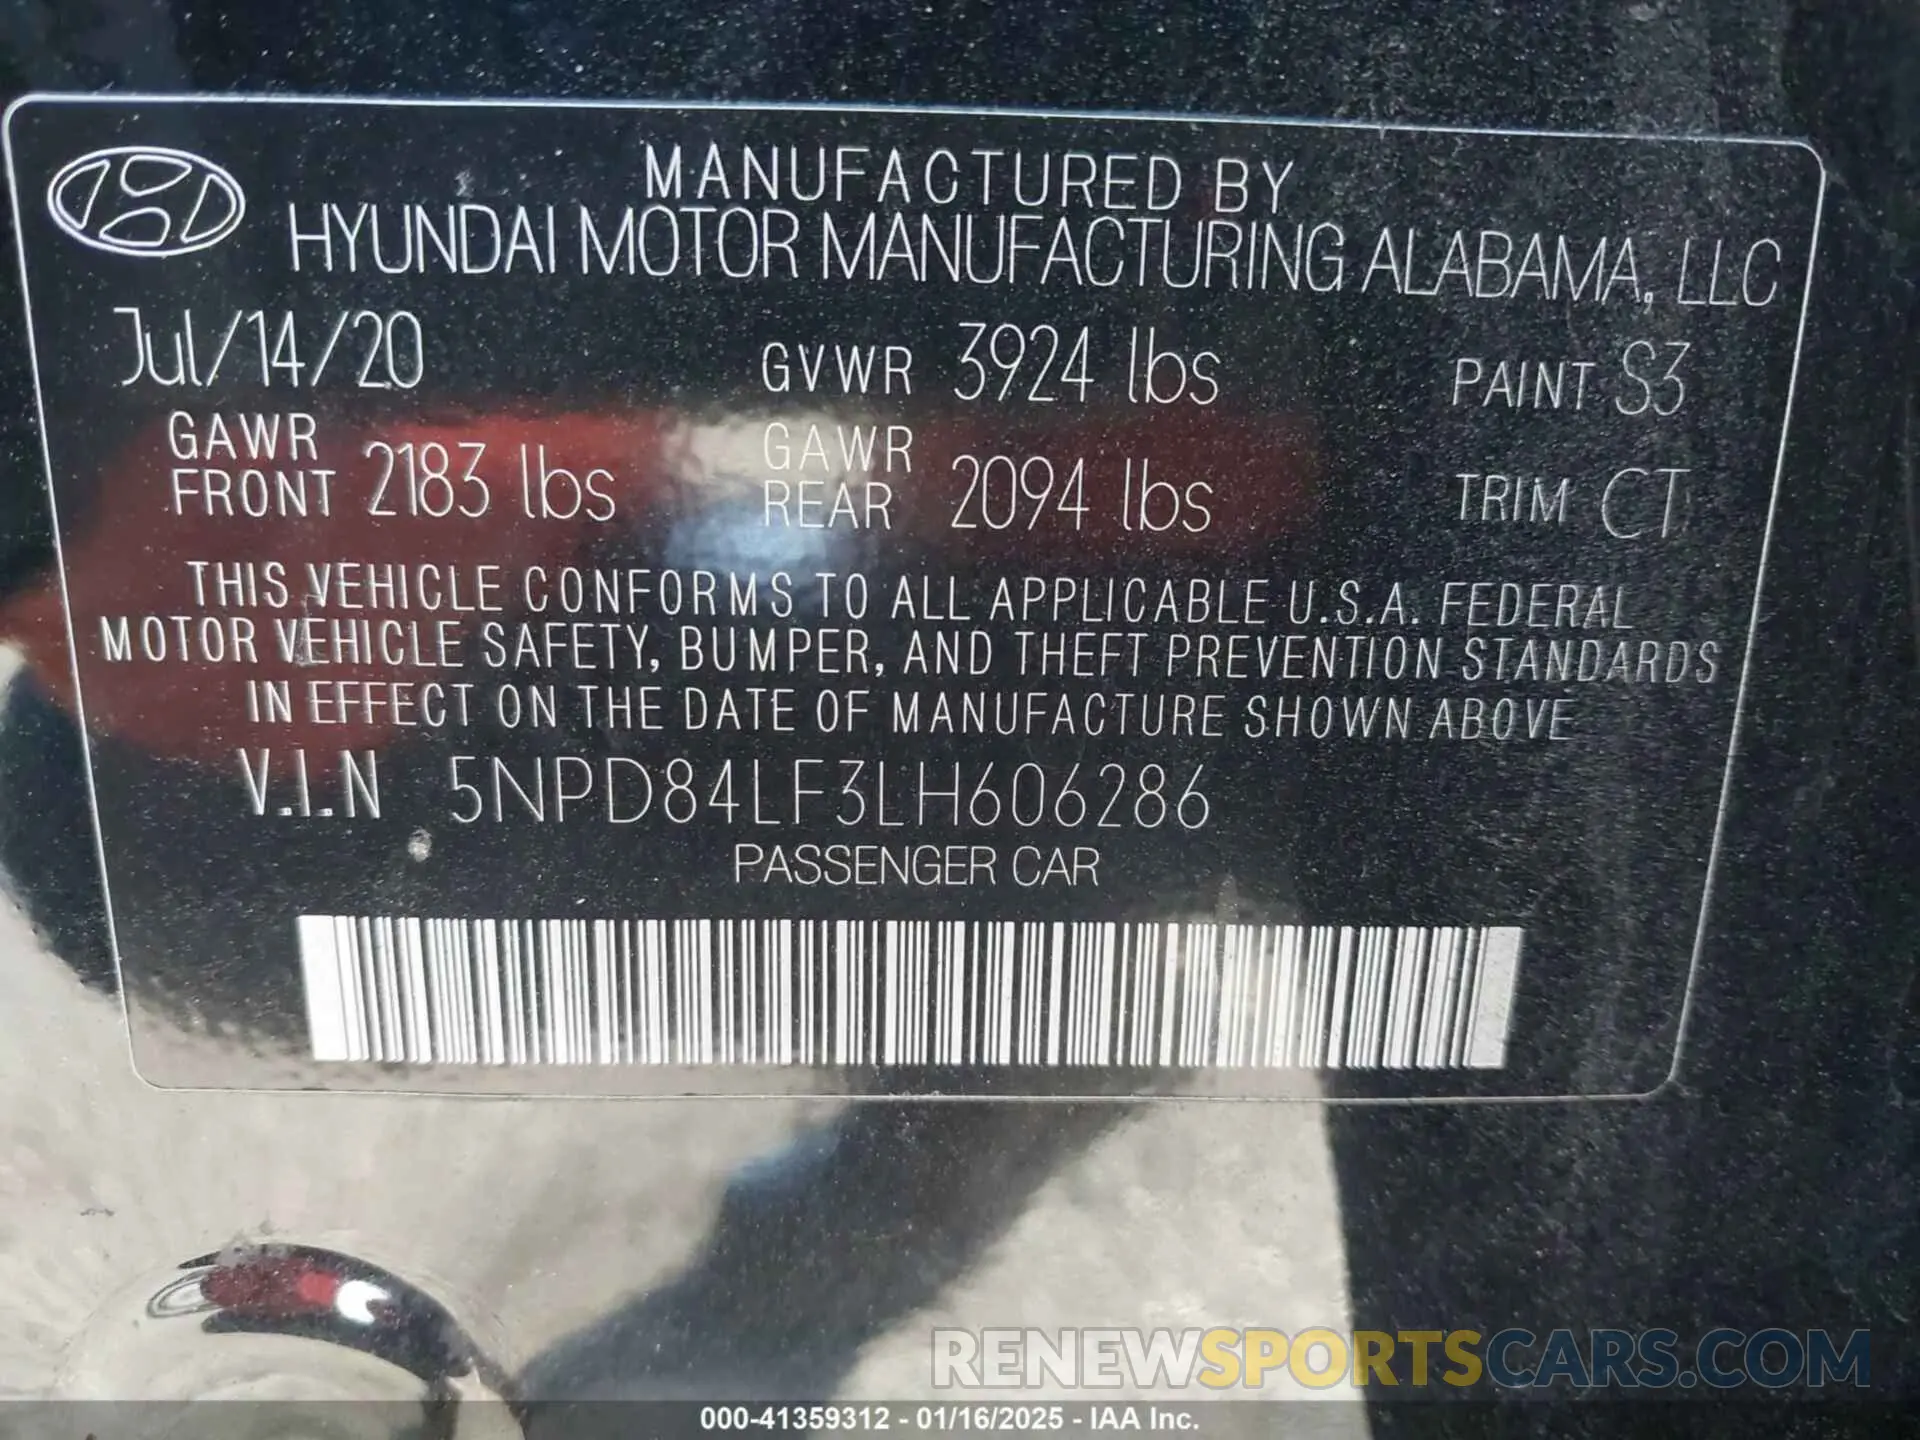 MANUFACTURED BY
HYUNDAI MOTOR MANUFACTURING ALABAMA, LLC
Jul/14/20 GVWR 3924 lbs PAINT S3
GAWR FRONT 2183 lbs GAWR REAR 2094 lbs TRIM CT
THIS VEHICLE CONFORMS TO ALL APPLICABLE U.S.A. FEDERAL
MOTOR VEHICLE SAFETY, BUMPER, AND THEFT PREVENTION STANDARDS
IN EFFECT ON THE DATE OF MANUFACTURE SHOWN ABOVE
V.I.N 5NPD84LF3LH606286
PASSENGER CAR
RENEWSPORTSCARS.COM
000-41359312 - 01/16/2025 - IAA Inc.